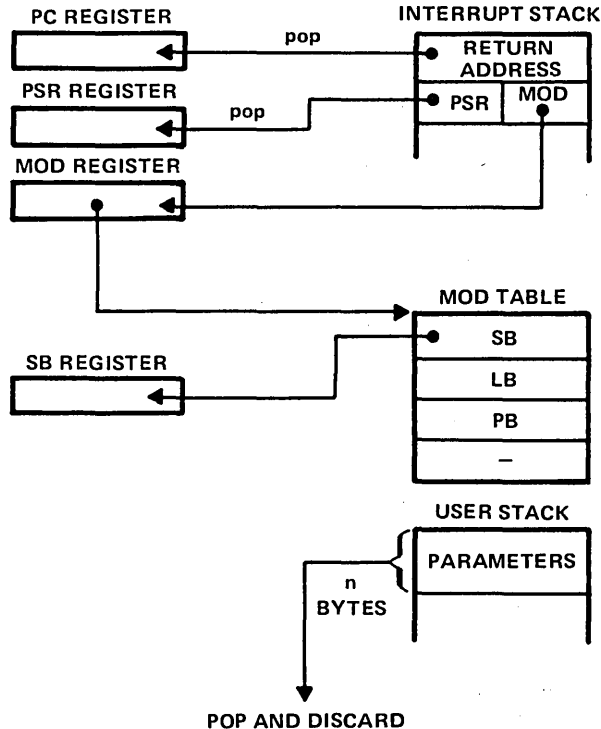 PC REGISTER
INTERRUPT STACK
pop
RETURN
ADDRESS
PSR REGISTER
pop
PSR
MOD
MOD REGISTER
MOD TABLE
SB
SB REGISTER
LB
PB
—
USER STACK
PARAMETERS
n
BYTES
POP AND DISCARD